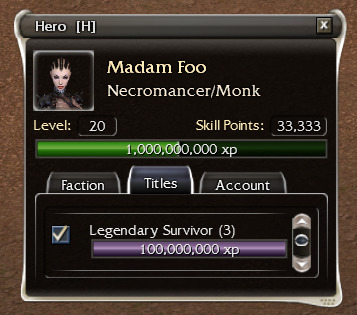 Hero [H]
Madam Foo
Necromancer/Monk
Level: 20 Skill Points: 33,333
1,000,000,000 xp
Faction Titles Account
Legendary Survivor (3)
100,000,000 xp